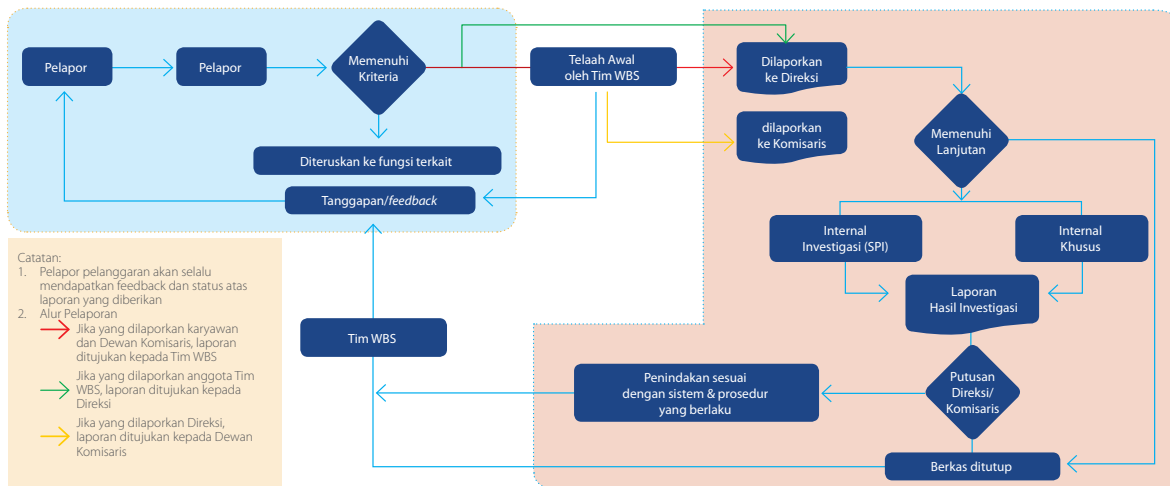 Pelapor
Pelapor
Memenuhi
Kriteria
Telaah Awal
oleh Tim WBS
Dilaporkan
ke Direksi
dilaporkan
ke Komisaris
Memenuhi
Lanjutan
Diteruskan ke fungsi terkait
Tanggapan/feedback
Internal
Investigasi (SPI)
Internal
Khusus
Laporan
Hasil Investigasi
Tim WBS
Penindakan sesuai
dengan sistem & prosedur
yang berlaku
Putusan
Direksi/
Komisaris
Berkas ditutup
Catatan:
1. Pelapor pelanggaran akan selalu
mendapatkan feedback dan status atas
laporan yang diberikan
2. Alur Pelaporan
Jika yang dilaporkan karyawan
dan Dewan Komisaris, laporan
ditujukan kepada Tim WBS
Jika yang dilaporkan anggota Tim
WBS, laporan ditujukan kepada
Direksi
Jika yang dilaporkan Direksi,
laporan ditujukan kepada Dewan
Komisaris